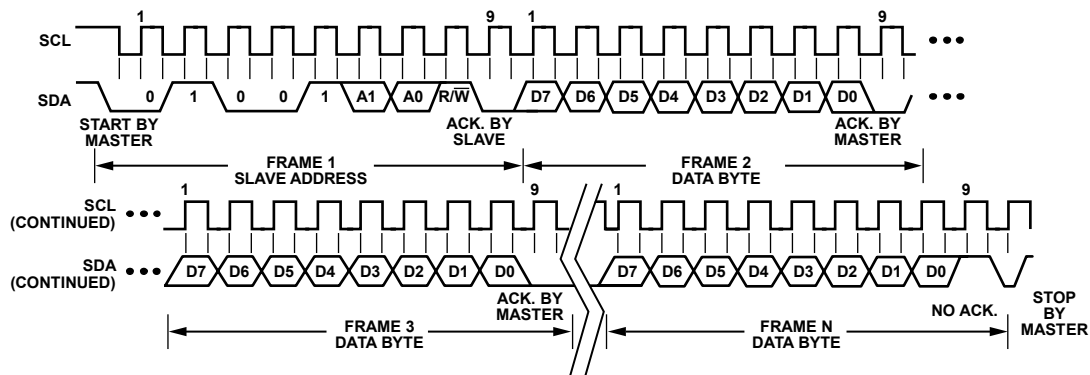 1 9 1 9
SCL
SDA 0 1 0 0 1 A1 A0 R/W̅ D7 D6 D5 D4 D3 D2 D1 D0
START BY
MASTER
ACK. BY
SLAVE
ACK. BY
MASTER
FRAME 1
SLAVE ADDRESS
FRAME 2
DATA BYTE
1 9 1 9
SCL
(CONTINUED)
SDA
(CONTINUED)
D7 D6 D5 D4 D3 D2 D1 D0 D7 D6 D5 D4 D3 D2 D1 D0
ACK. BY
MASTER
NO ACK.
STOP
BY
MASTER
FRAME 3
DATA BYTE
FRAME N
DATA BYTE